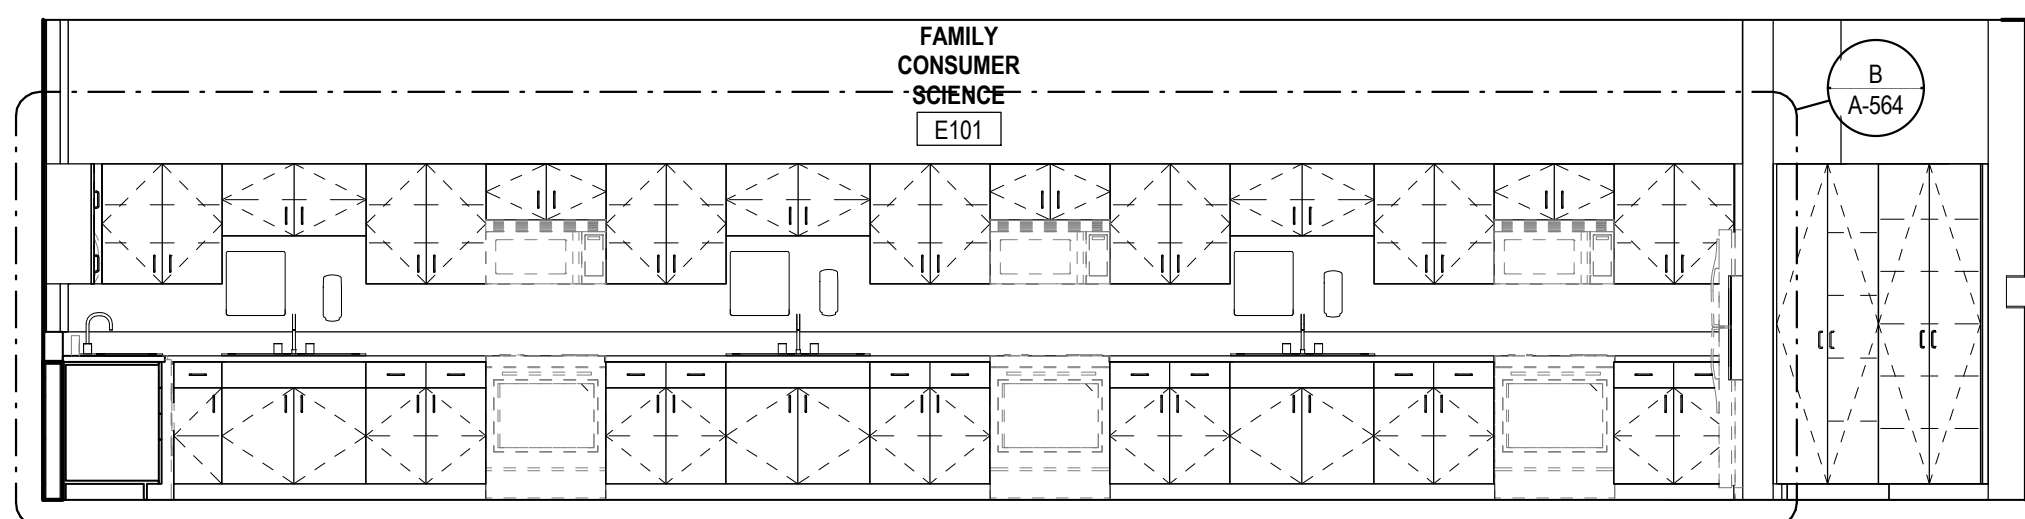 FAMILY
CONSUMER
SCIENCE
E101
B
A-564